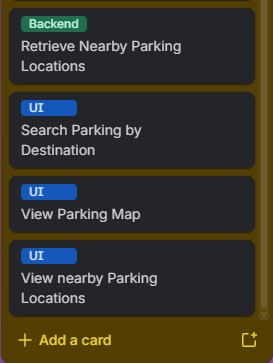 Backend
Retrieve Nearby Parking
Locations
UI
Search Parking by
Destination
UI
View Parking Map
UI
View nearby Parking
Locations
Add a card